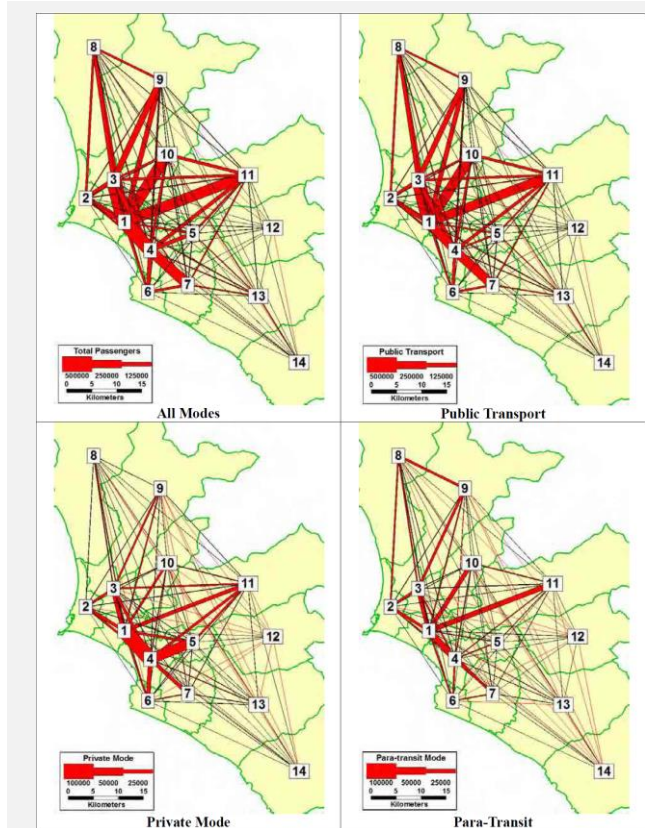 8
9
10
11
3
2
1
5
12
4
6
7
13
14
Total Passengers
500000 250000 125000
0 5 10 15
Kilometers
All Modes
8
9
10
11
3
2
1
5
12
4
6
7
13
14
Public Transport
500000 250000 125000
0 5 10 15
Kilometers
Public Transport
8
9
10
11
3
2
1
5
12
4
6
7
13
14
Private Mode
100000 50000 25000
0 5 10 15
Kilometers
Private Mode
8
9
10
11
3
2
1
5
12
4
6
7
13
14
Para-transit Mode
100000 50000 25000
0 5 10 15
Kilometers
Para-Transit